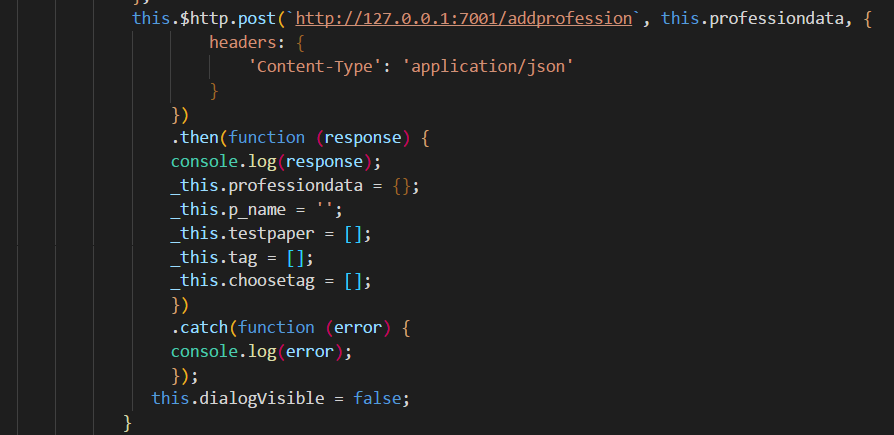 };
this.$http.post(`http://127.0.0.1:7001/addprofession`, this.professiondata, {
headers: {
'Content-Type': 'application/json'
}
})
.then(function (response) {
console.log(response);
_this.professiondata = {};
_this.p_name = '';
_this.testpaper = [];
_this.tag = [];
_this.choosetag = [];
})
.catch(function (error) {
console.log(error);
});
this.dialogVisible = false;
}